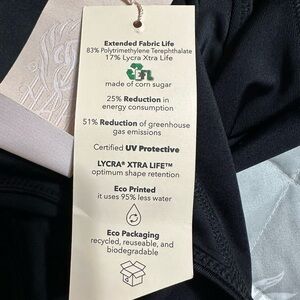 Extended Fabric Life
83% Polytrimethylene Terephthalate
17% Lycra Xtra Life
EFL
made of corn sugar
25% Reduction in
energy consumption
51% Reduction of greenhouse
gas emissions
Certified UV Protective
LYCRA® XTRA LIFE™
optimum shape retention
Eco Printed
it uses 95% less water
Eco Packaging
recycled, reuseable, and
biodegradable